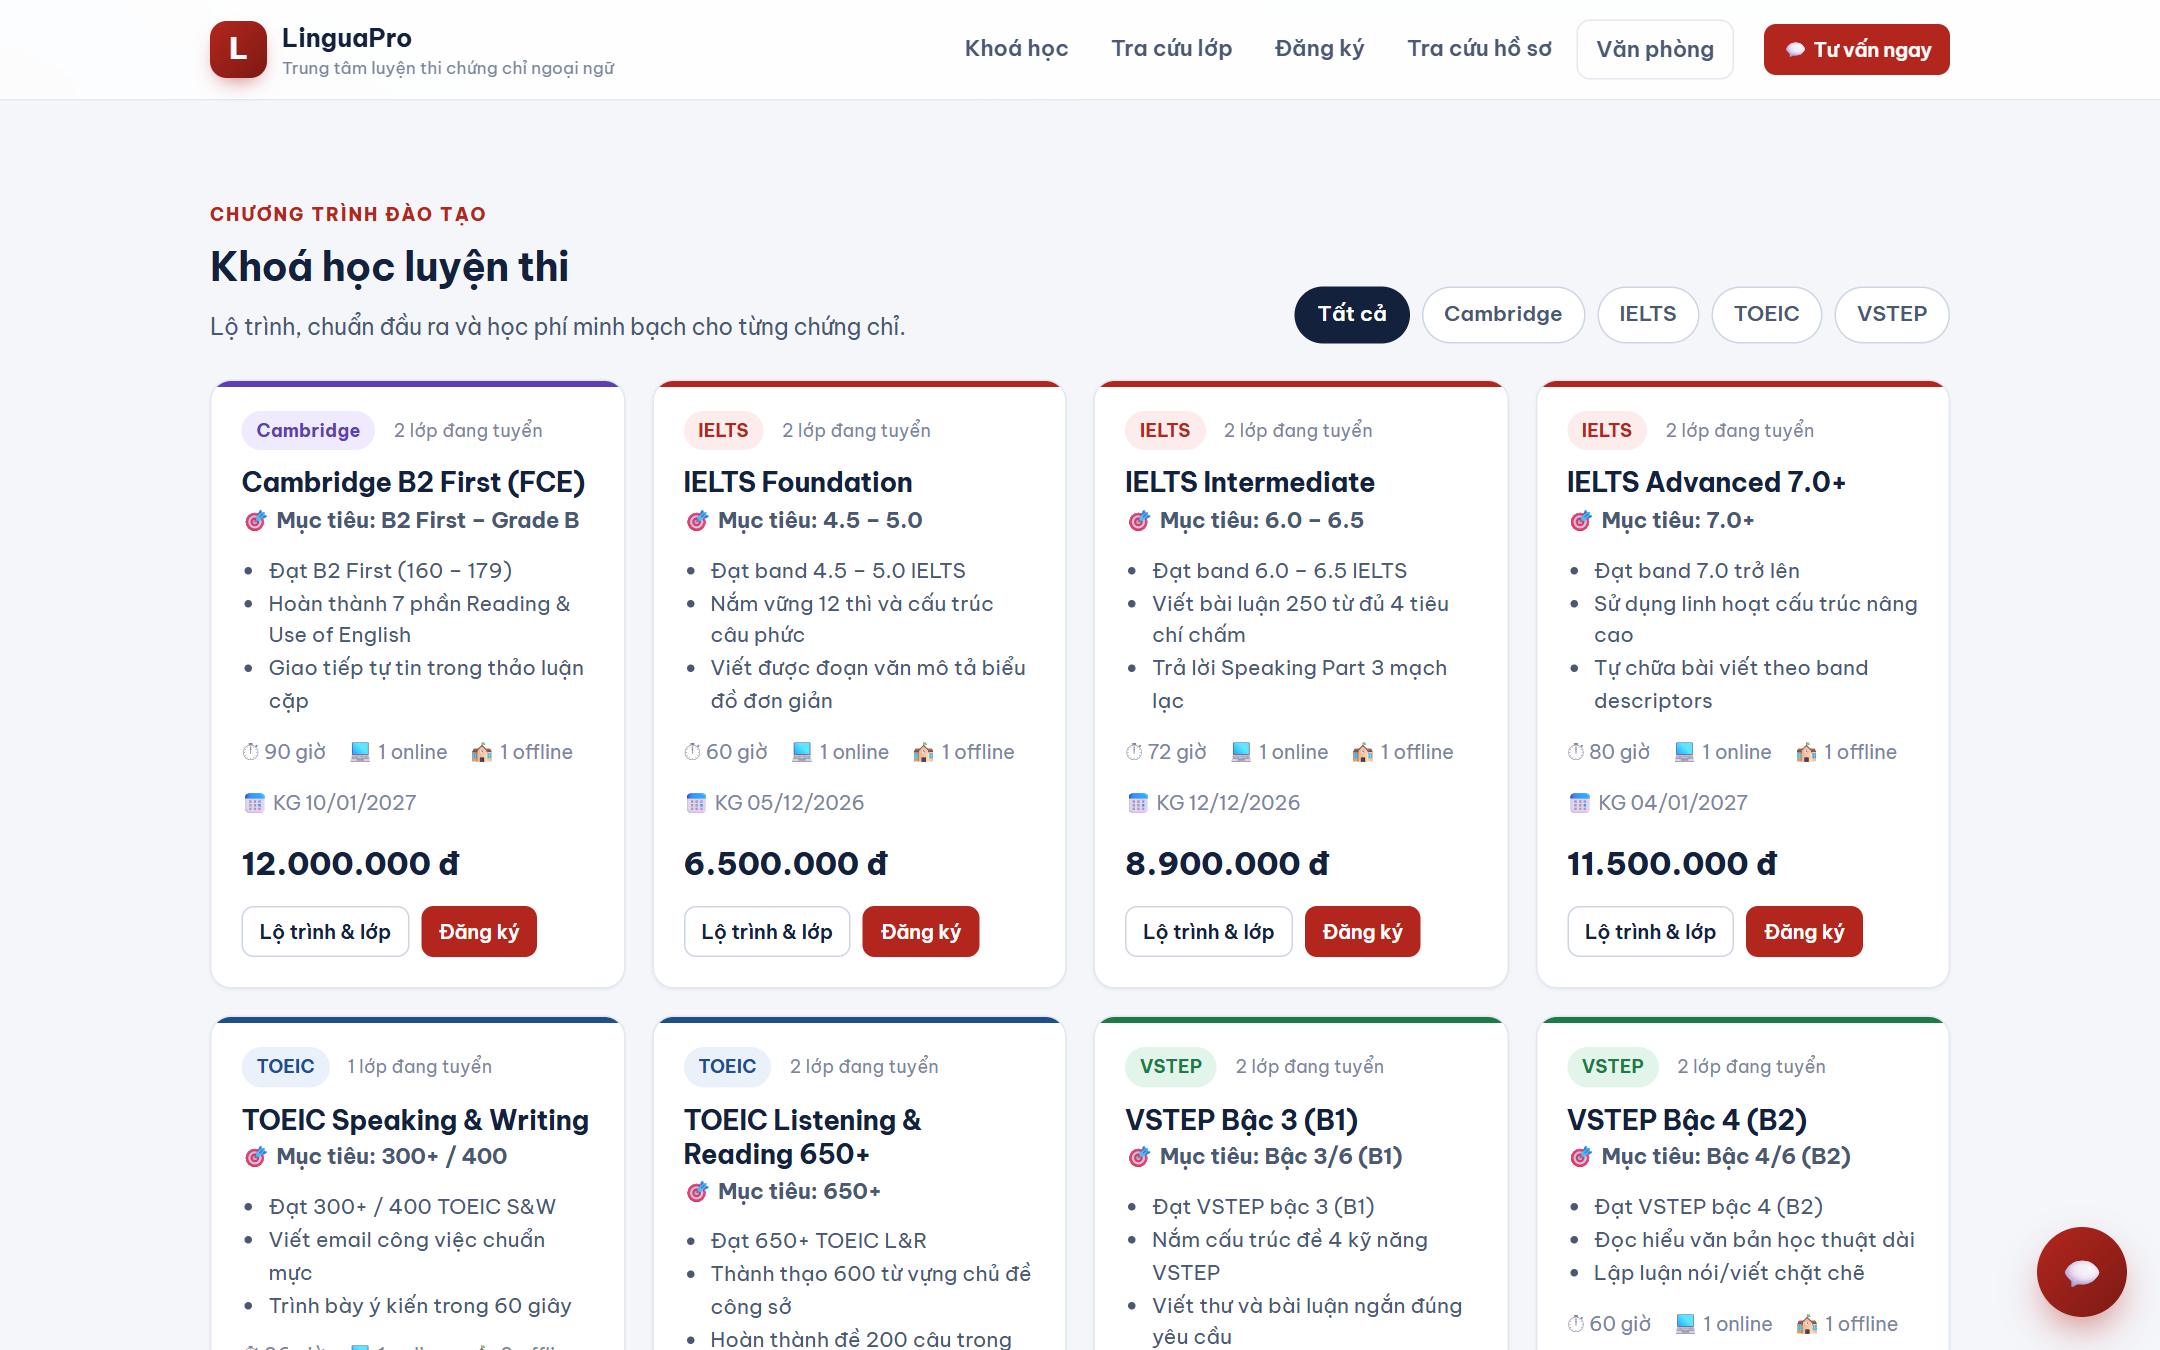 L
LinguaPro
Trung tâm luyện thi chứng chỉ ngoại ngữ
Khoá học
Tra cứu lớp
Đăng ký
Tra cứu hồ sơ
Văn phòng
Tư vấn ngay
CHƯƠNG TRÌNH ĐÀO TẠO
Khoá học luyện thi
Lộ trình, chuẩn đầu ra và học phí minh bạch cho từng chứng chỉ.
Tất cả
Cambridge
IELTS
TOEIC
VSTEP
Cambridge
2 lớp đang tuyển
Cambridge B2 First (FCE)
Mục tiêu: B2 First – Grade B
Đạt B2 First (160 – 179)
Hoàn thành 7 phần Reading &
Use of English
Giao tiếp tự tin trong thảo luận
cặp
90 giờ
1 online
1 offline
KG 10/01/2027
12.000.000 đ
Lộ trình & lớp
Đăng ký
IELTS
2 lớp đang tuyển
IELTS Foundation
Mục tiêu: 4.5 – 5.0
Đạt band 4.5 – 5.0 IELTS
Nắm vững 12 thì và cấu trúc
câu phức
Viết được đoạn văn mô tả biểu
đồ đơn giản
60 giờ
1 online
1 offline
KG 05/12/2026
6.500.000 đ
Lộ trình & lớp
Đăng ký
IELTS
2 lớp đang tuyển
IELTS Intermediate
Mục tiêu: 6.0 – 6.5
Đạt band 6.0 – 6.5 IELTS
Viết bài luận 250 từ đủ 4 tiêu
chí chấm
Trả lời Speaking Part 3 mạch
lạc
72 giờ
1 online
1 offline
KG 12/12/2026
8.900.000 đ
Lộ trình & lớp
Đăng ký
IELTS
2 lớp đang tuyển
IELTS Advanced 7.0+
Mục tiêu: 7.0+
Đạt band 7.0 trở lên
Sử dụng linh hoạt cấu trúc nâng
cao
Tự chữa bài viết theo band
descriptors
80 giờ
1 online
1 offline
KG 04/01/2027
11.500.000 đ
Lộ trình & lớp
Đăng ký
TOEIC
1 lớp đang tuyển
TOEIC Speaking & Writing
Mục tiêu: 300+ / 400
Đạt 300+ / 400 TOEIC S&W
Viết email công việc chuẩn
mực
Trình bày ý kiến trong 60 giây
TOEIC
2 lớp đang tuyển
TOEIC Listening &
Reading 650+
Mục tiêu: 650+
Đạt 650+ TOEIC L&R
Thành thạo 600 từ vựng chủ đề
công sở
Hoàn thành đề 200 câu trong
VSTEP
2 lớp đang tuyển
VSTEP Bậc 3 (B1)
Mục tiêu: Bậc 3/6 (B1)
Đạt VSTEP bậc 3 (B1)
Nắm cấu trúc đề 4 kỹ năng
VSTEP
Viết thư và bài luận ngắn đúng
yêu cầu
VSTEP
2 lớp đang tuyển
VSTEP Bậc 4 (B2)
Mục tiêu: Bậc 4/6 (B2)
Đạt VSTEP bậc 4 (B2)
Đọc hiểu văn bản học thuật dài
Lập luận nói/viết chặt chẽ
60 giờ
1 online
1 offline